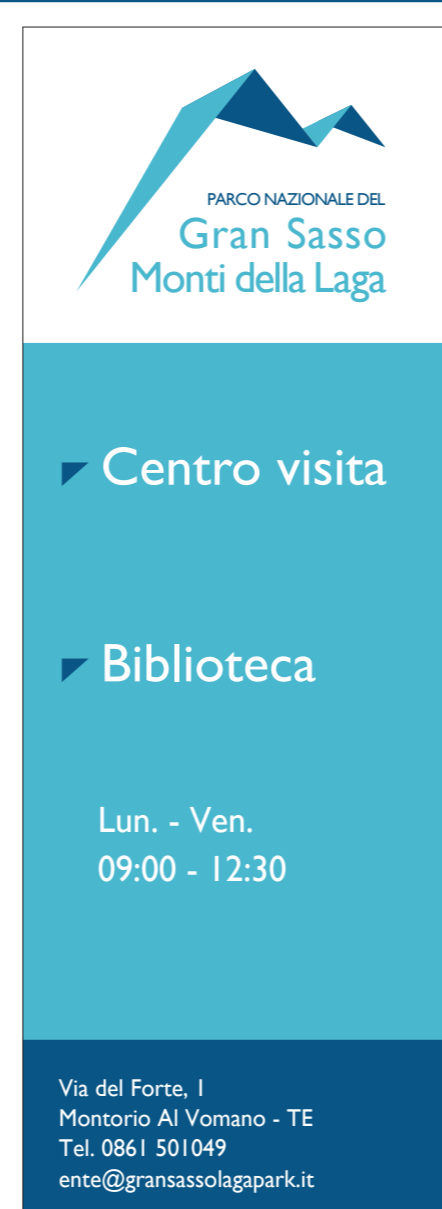 PARCO NAZIONALE DEL
Gran Sasso
Monti della Laga
Centro visita
Biblioteca
Lun. - Ven.
09:00 - 12:30
Via del Forte, 1
Montorio Al Vomano - TE
Tel. 0861 501049
ente@gransassolagapark.it